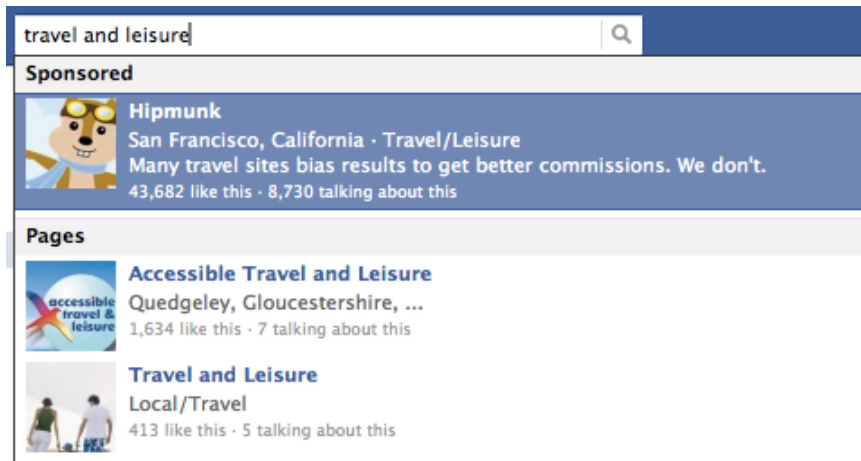 travel and leisure
Sponsored
Hipmunk
San Francisco, California · Travel/Leisure
Many travel sites bias results to get better commissions. We don't.
43,682 like this · 8,730 talking about this
Pages
Accessible Travel and Leisure
Quedgeley, Gloucestershire, ...
1,634 like this · 7 talking about this
accessible
travel &
leisure
Travel and Leisure
Local/Travel
413 like this · 5 talking about this